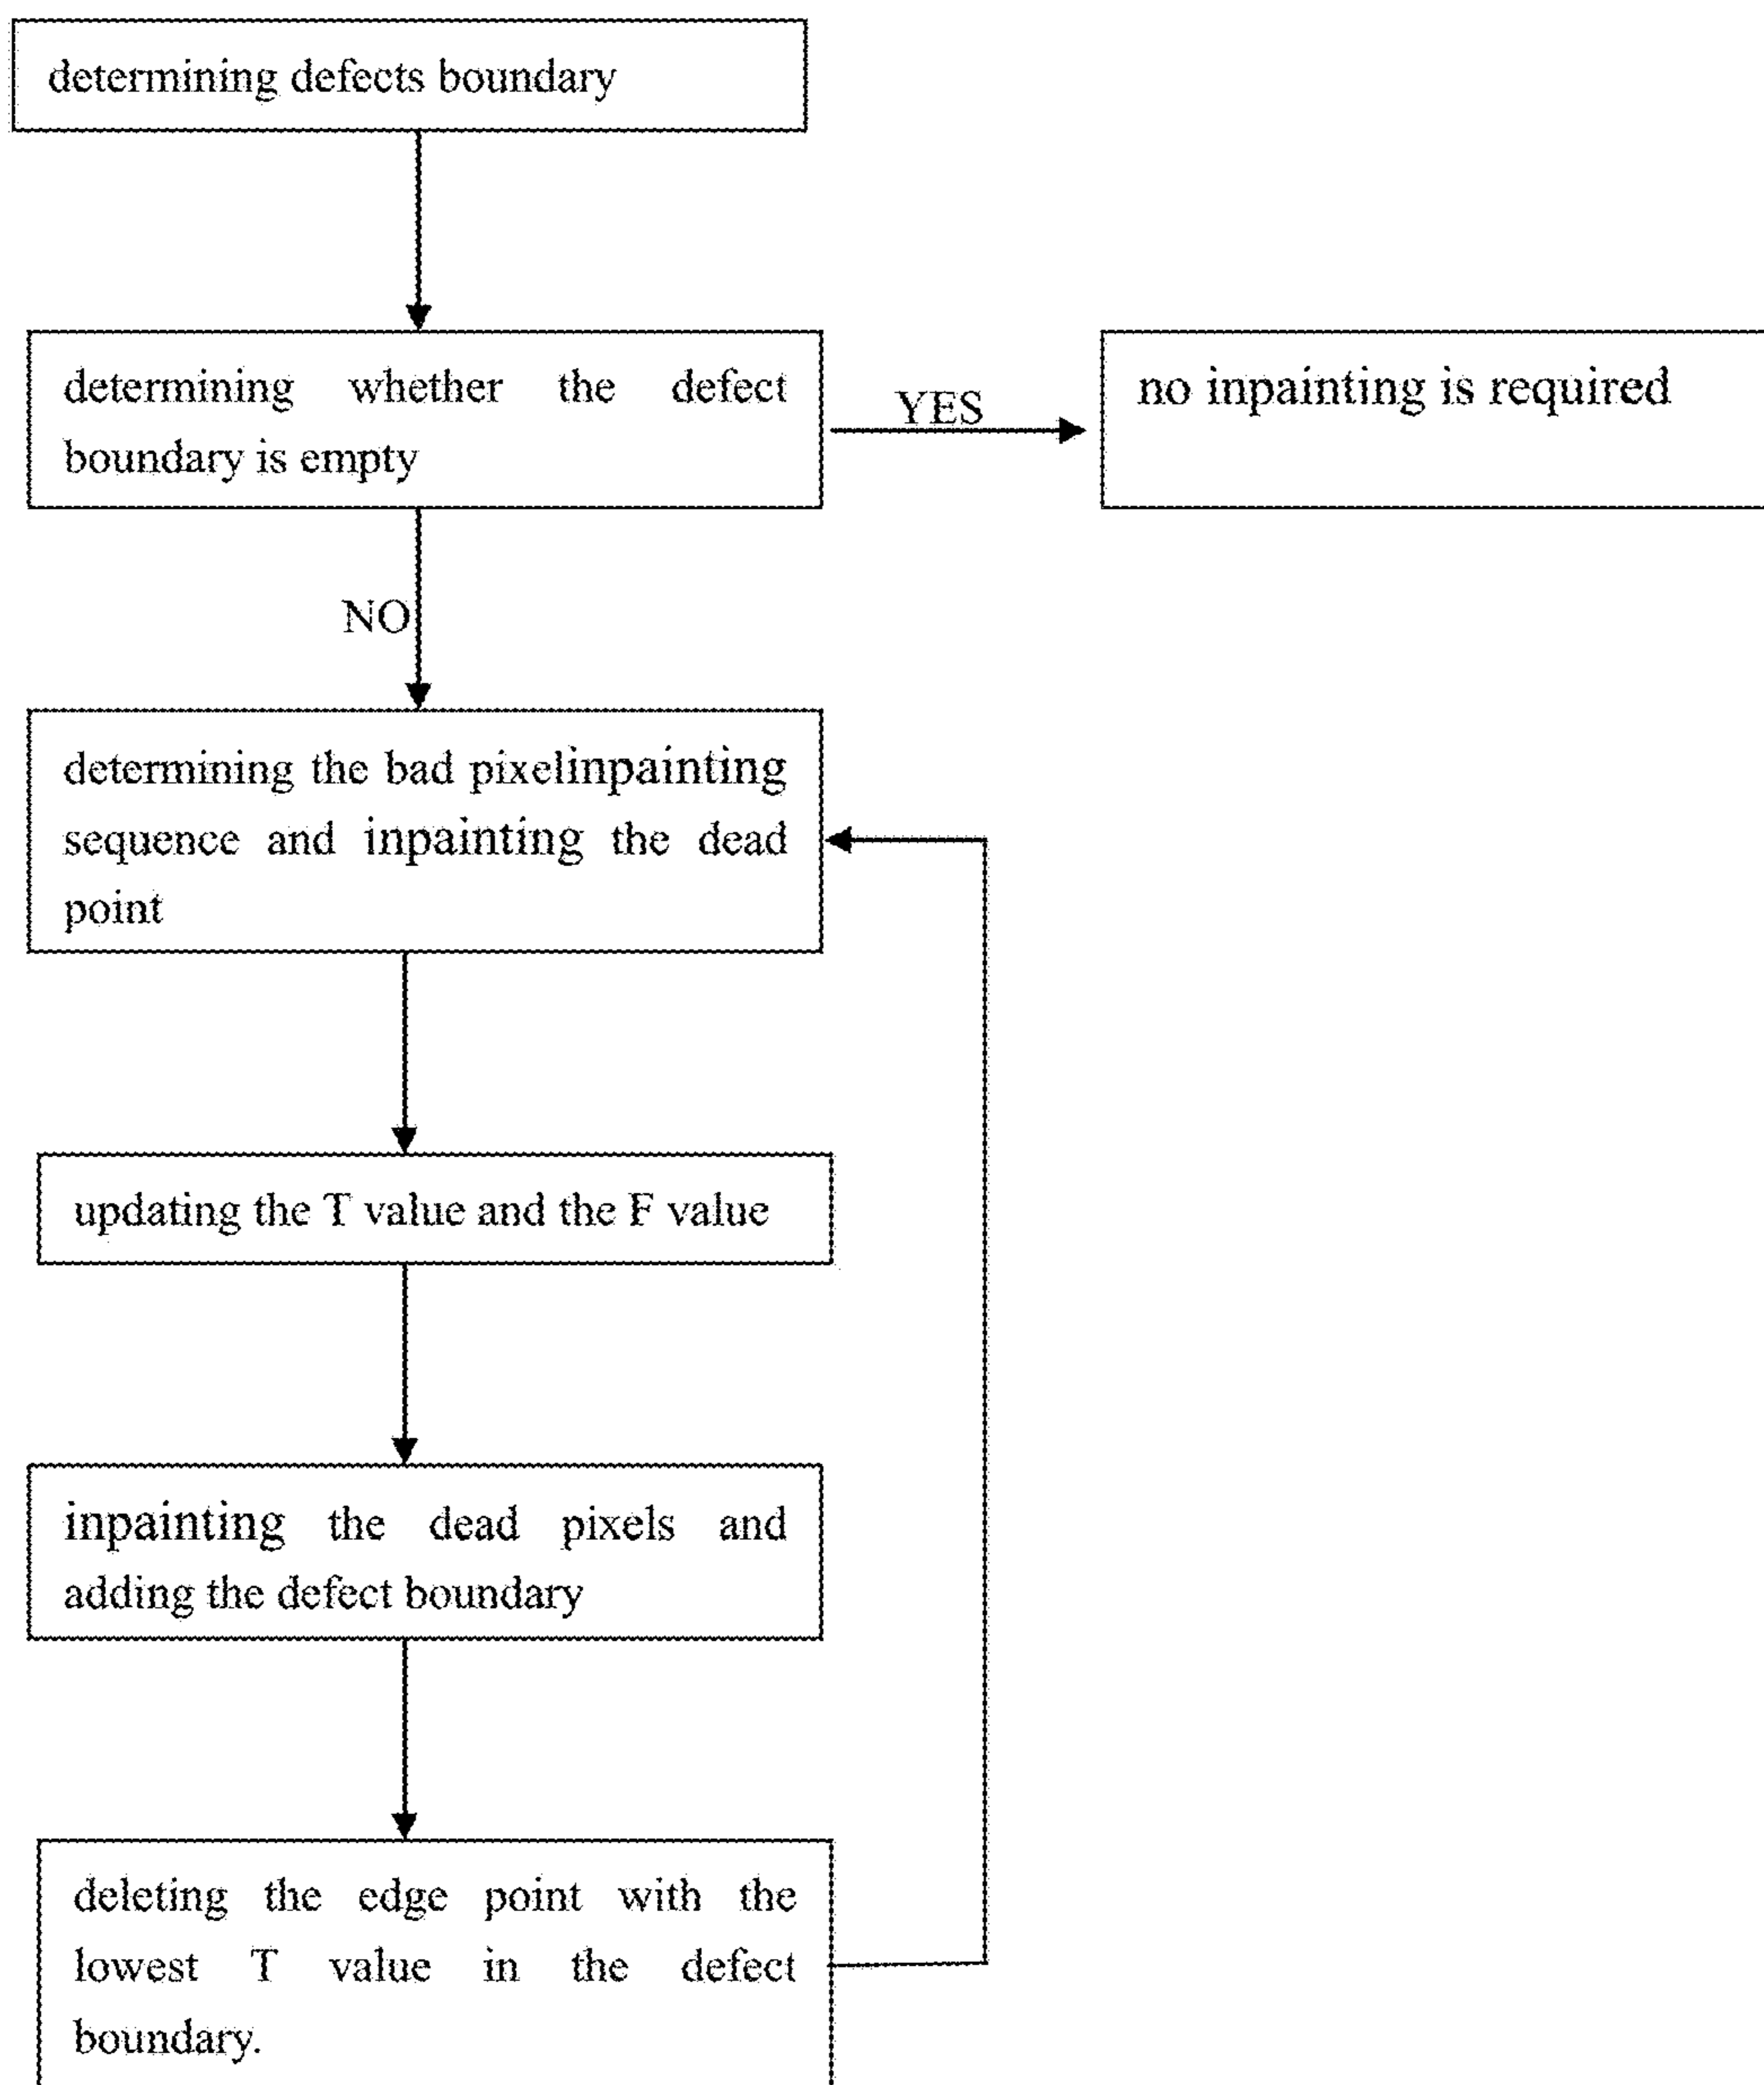 determining defects boundary
determining whether the defect
boundary is empty
YES
no inpainting is required
NO
determining the bad pixelinpainting
sequence and inpainting the dead
point
updating the T value and the F value
inpainting the dead pixels and
adding the defect boundary
deleting the edge point with the
lowest T value in the defect
boundary.